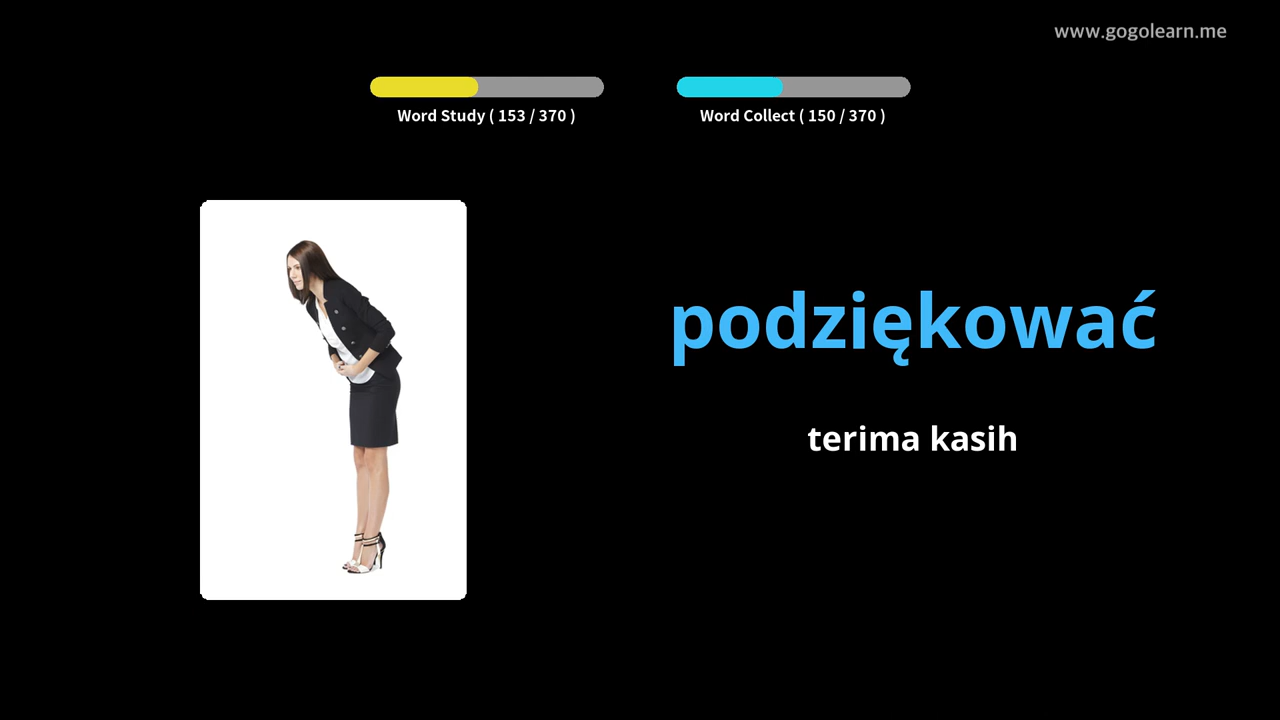 www.gogolearn.me
Word Study ( 153 / 370 )
Word Collect ( 150 / 370 )
podziękować
terima kasih